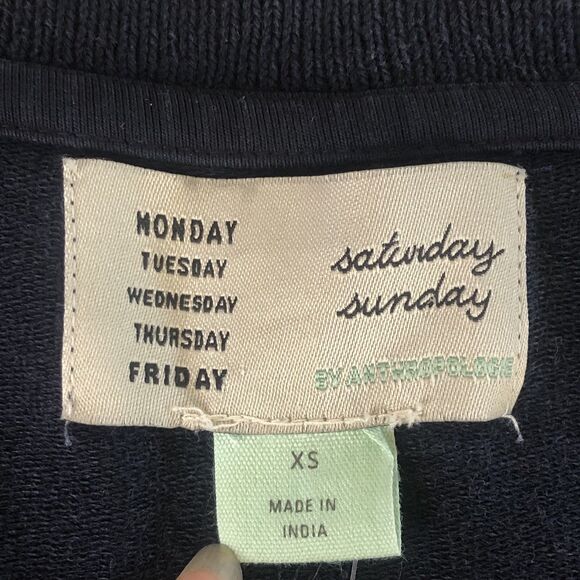 MONDAY
TUESDAY
WEDNESDAY
THURSDAY
FRIDAY
saturday
sunday
BY ANTHROPOLOGIE
XS
MADE IN
INDIA